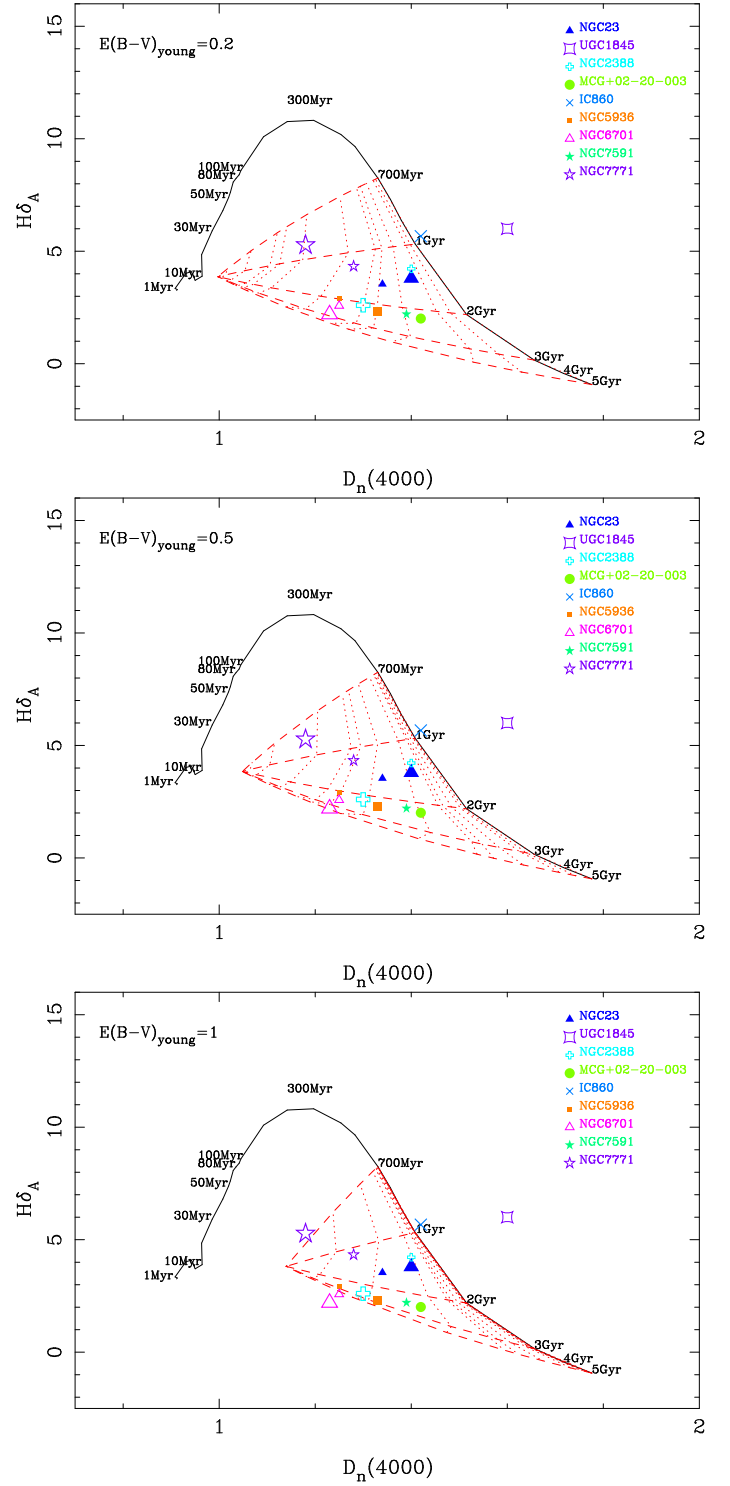 15
E(B−V)young=0.2
NGC23
UGC1845
NGC2388
MCG+02−20−003
IC860
NGC5936
NGC6701
NGC7591
NGC7771
300Myr
10
100Myr
80Myr
700Myr
50Myr
HδA
30Myr
5
1Gyr
10Myr
1Myr
2Gyr
0
3Gyr
4Gyr
5Gyr
1
2
Dn(4000)
15
E(B−V)young=0.5
NGC23
UGC1845
NGC2388
MCG+02−20−003
IC860
NGC5936
NGC6701
NGC7591
NGC7771
300Myr
10
100Myr
80Myr
700Myr
50Myr
HδA
30Myr
5
1Gyr
10Myr
1Myr
2Gyr
0
3Gyr
4Gyr
5Gyr
1
2
Dn(4000)
15
E(B−V)young=1
NGC23
UGC1845
NGC2388
MCG+02−20−003
IC860
NGC5936
NGC6701
NGC7591
NGC7771
300Myr
10
100Myr
80Myr
700Myr
50Myr
HδA
30Myr
5
1Gyr
10Myr
1Myr
2Gyr
0
3Gyr
4Gyr
5Gyr
1
2
Dn(4000)